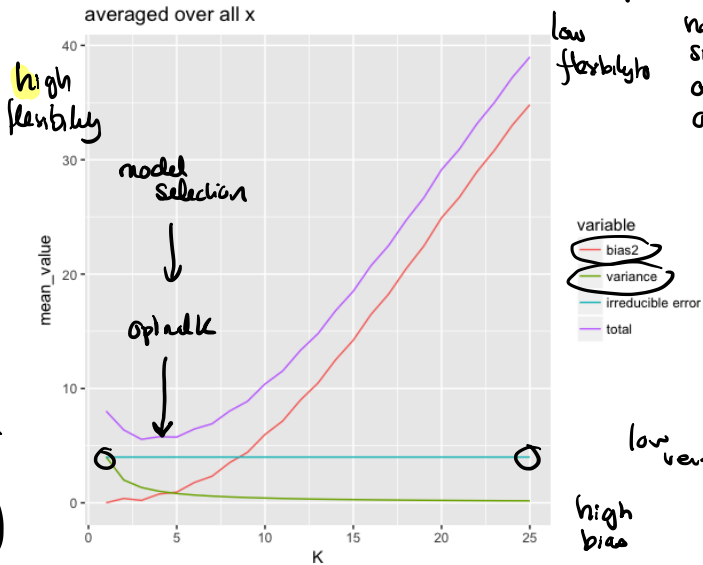 averaged over all x
low
flexibility
high
flexibility
model
selection
optimal K
40
30
20
10
0
mean_value
0
5
10
15
20
25
K
variable
bias2
variance
irreducible error
total
low
high
bias